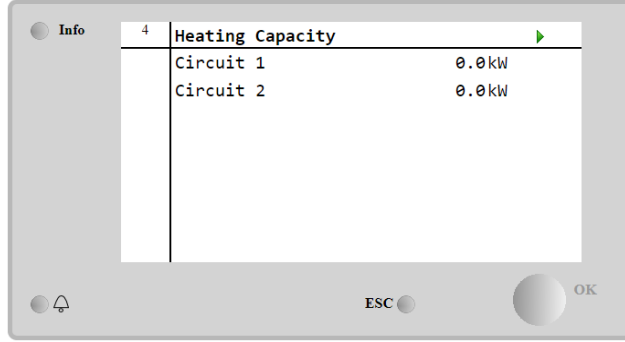 Info
4 Heating Capacity
Circuit 1 0.0kW
Circuit 2 0.0kW
ESC
OK